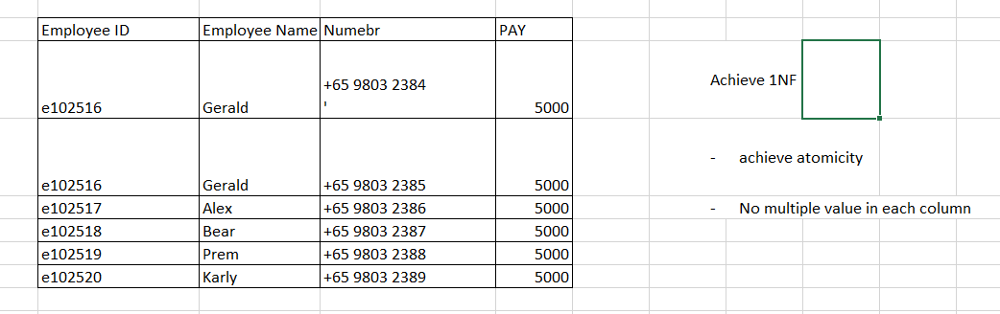 Employee ID Employee Name Numebr PAY
+65 9803 2384
Achieve 1NF
e102516 Gerald ' 5000
- achieve atomicity
e102516 Gerald +65 9803 2385 5000
e102517 Alex +65 9803 2386 5000 - No multiple value in each column
e102518 Bear +65 9803 2387 5000
e102519 Prem +65 9803 2388 5000
e102520 Karly +65 9803 2389 5000